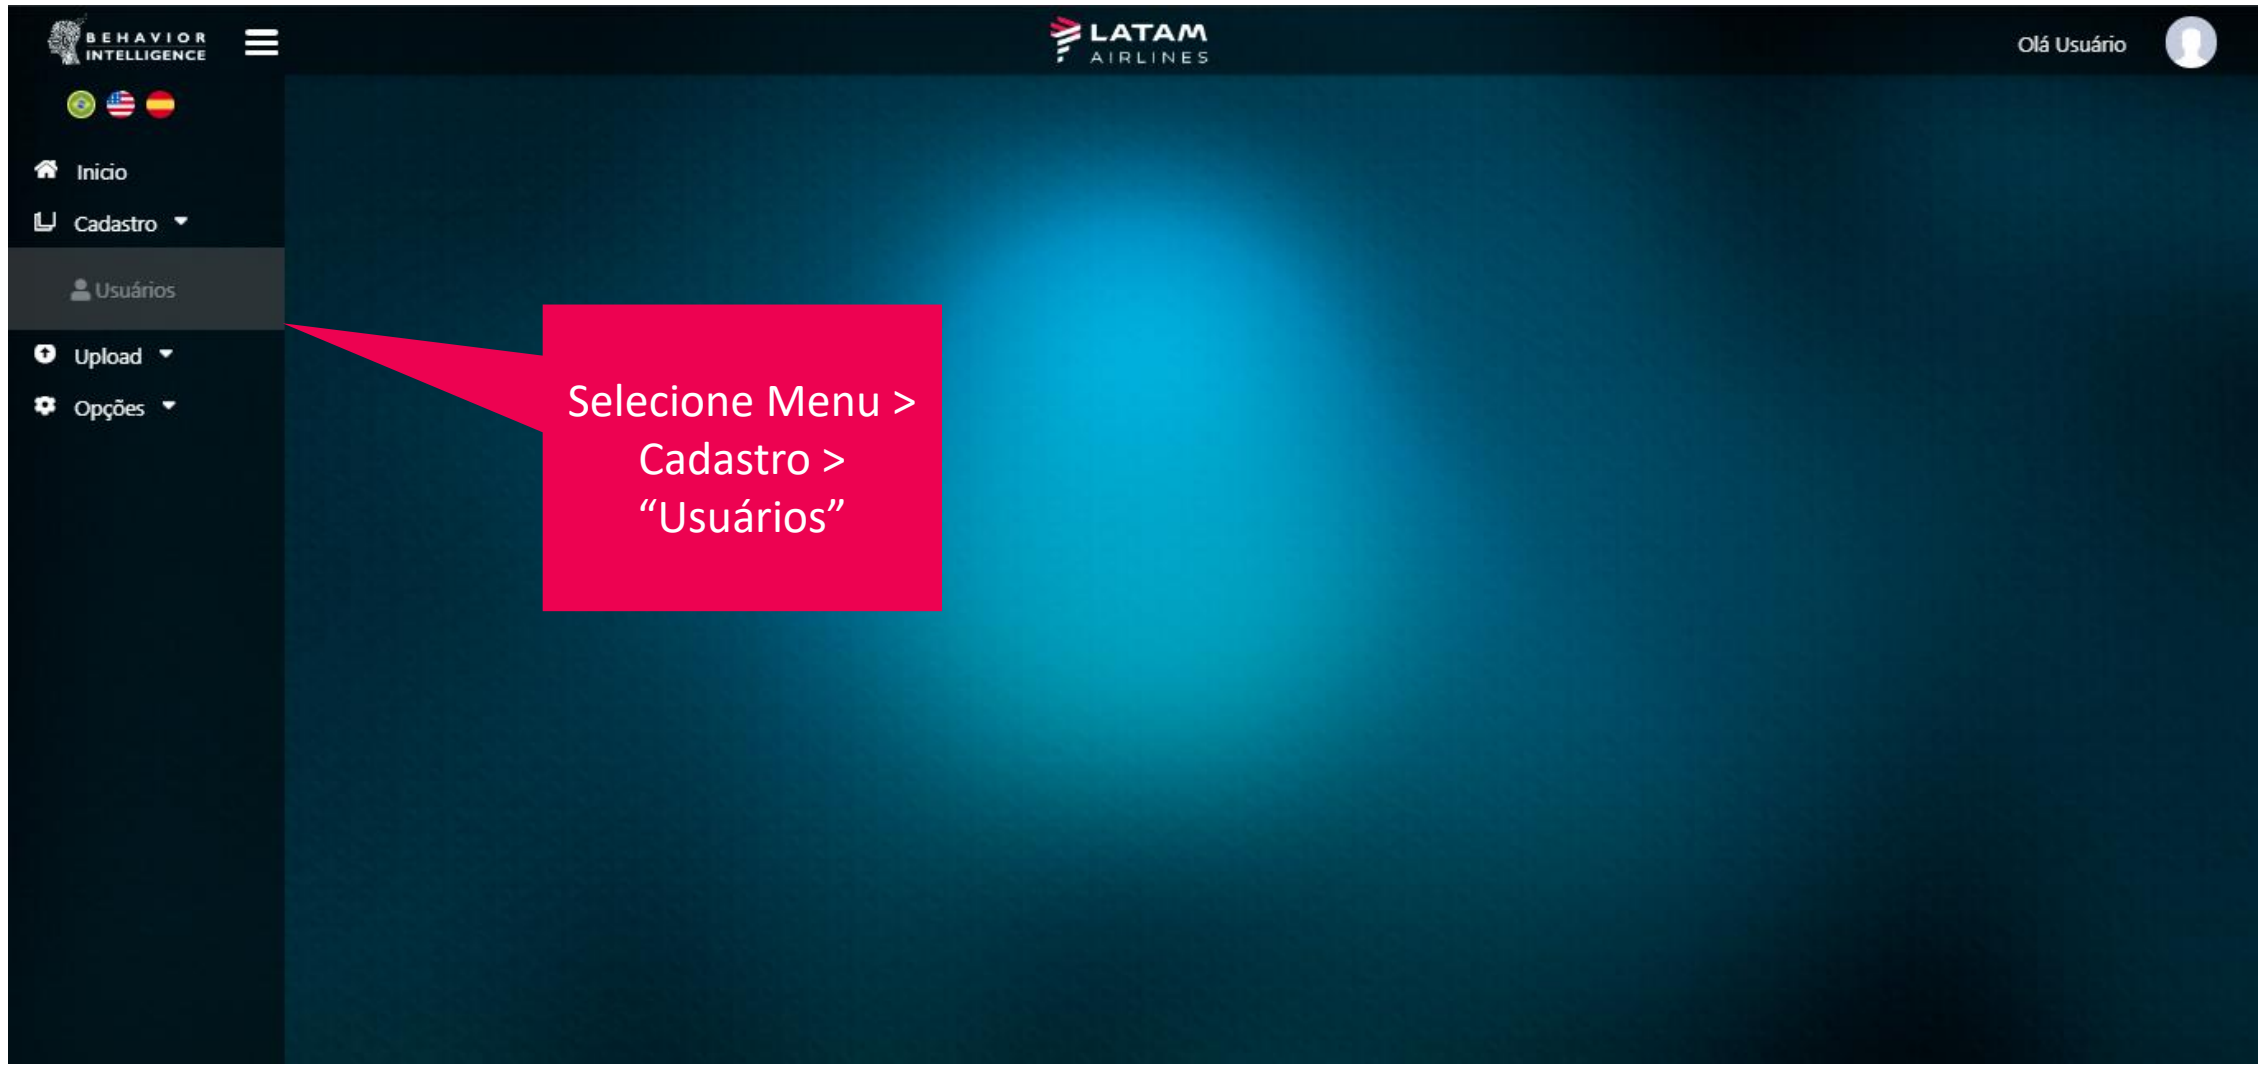 BEHAVIOR
INTELLIGENCE
LATAM
AIRLINES
Olá Usuário
Inicio
Cadastro
Usuários
Upload
Opções
Selecione Menu >
Cadastro >
“Usuários”